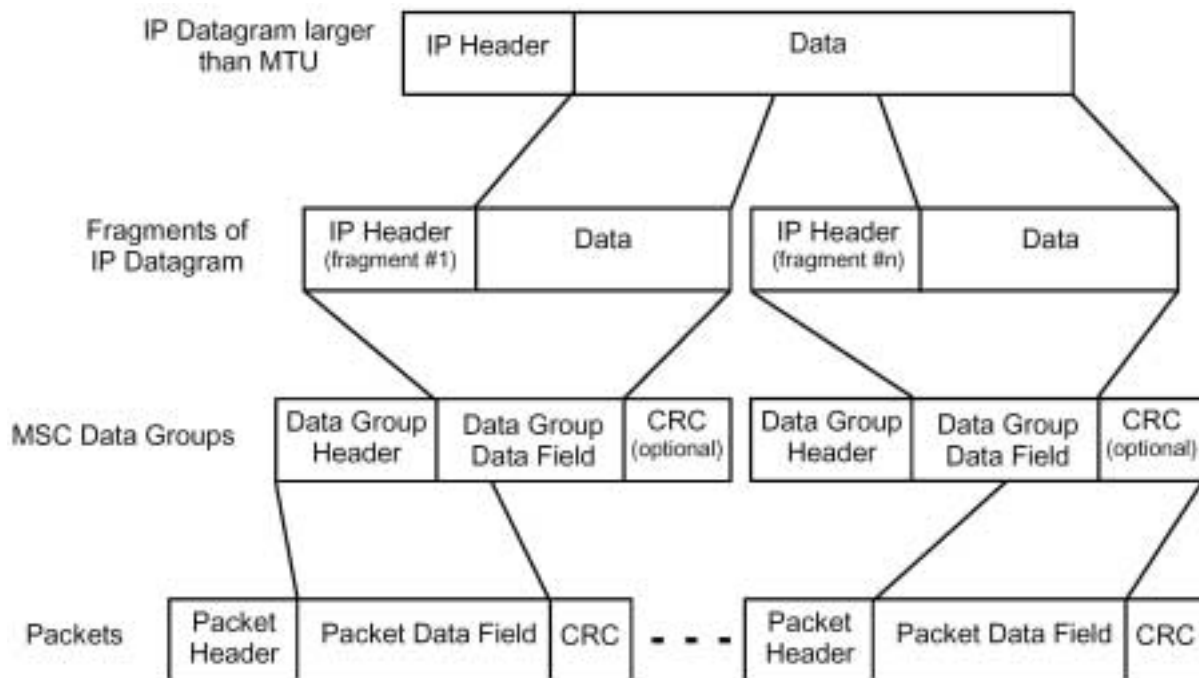 IP Datagram larger
than MTU
IP Header
Data
Fragments of
IP Datagram
IP Header
(fragment #1)
Data
IP Header
(fragment #n)
Data
MSC Data Groups
Data Group
Header
Data Group
Data Field
CRC
(optional)
Data Group
Header
Data Group
Data Field
CRC
(optional)
Packets
Packet
Header
Packet Data Field
CRC
- - -
Packet
Header
Packet Data Field
CRC